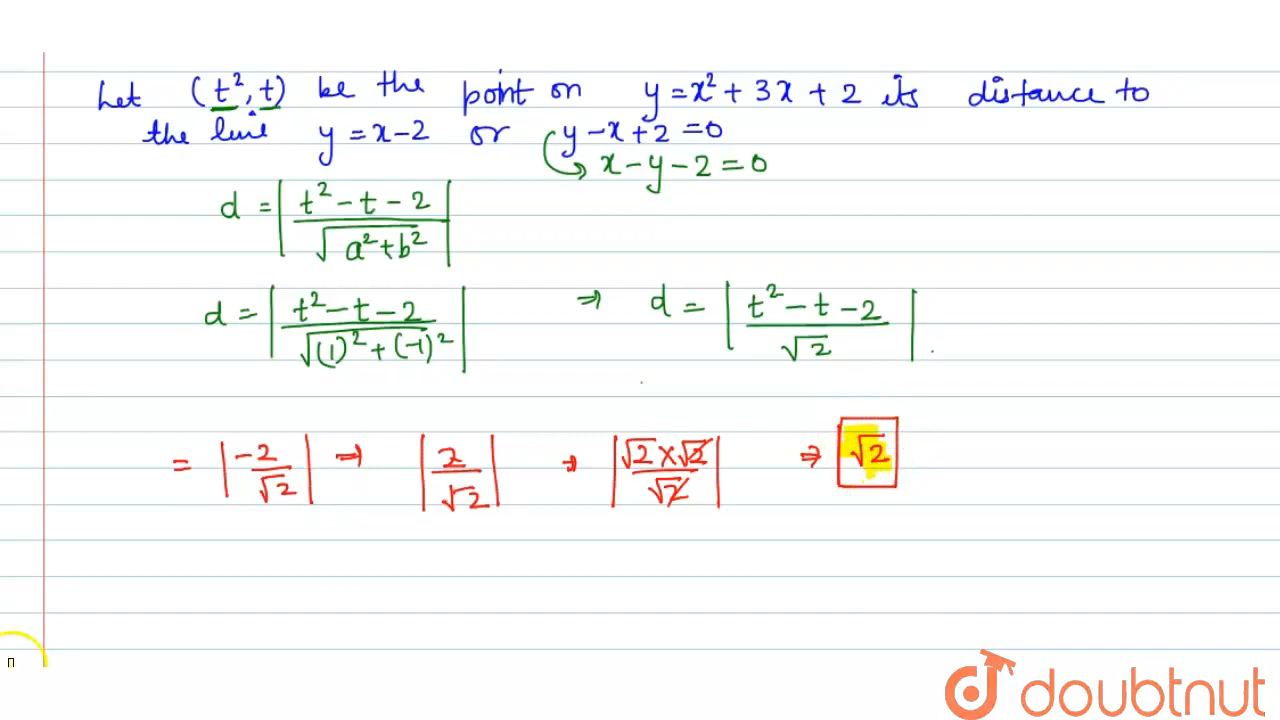 Let (t², t) be the point on y = x² + 3x + 2 its distance to
the line y = x - 2 or y - x + 2 = 0
x - y - 2 = 0
d = | t² - t - 2 / √a² + b² |
d = | t² - t - 2 / √(1)² + (-1)² | ⇒ d = | t² - t - 2 / √2 |
= | -2 / √2 | ⇒ | 2 / √2 | → | √2 × √2 / √2 | ⇒ √2
doubtnut